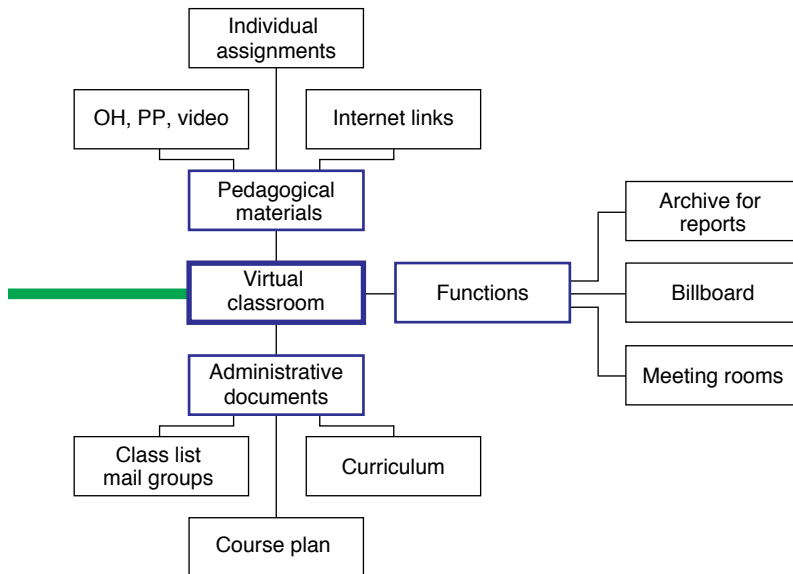 Individual
assignments
OH, PP, video
Internet links
Pedagogical
materials
Archive for
reports
Virtual
classroom
Functions
Billboard
Administrative
documents
Meeting rooms
Class list
mail groups
Curriculum
Course plan